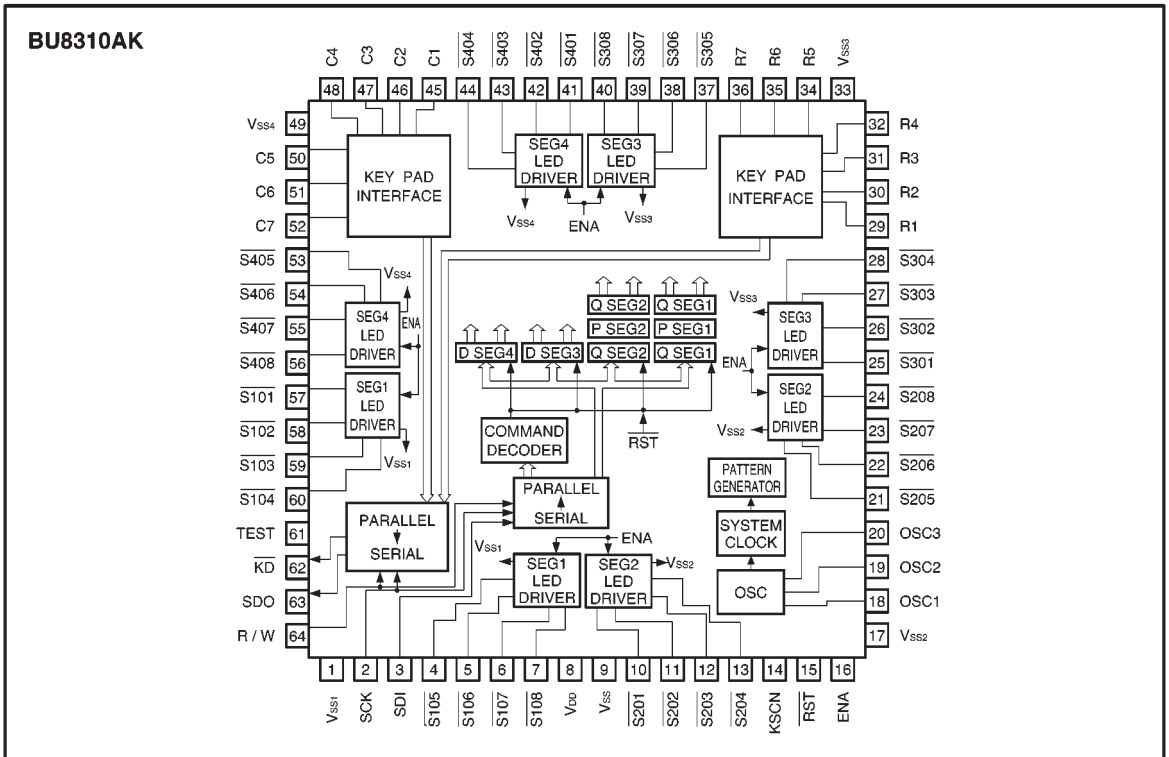 BU8310AK
C4
C3
C2
C1
S404
S403
S402
S401
S308
S307
S306
S305
R7
R6
R5
VSS3
48
47
46
45
44
43
42
41
40
39
38
37
36
35
34
33
VSS4 49
C5 50
C6 51
C7 52
S405 53
S406 54
S407 55
S408 56
S101 57
S102 58
S103 59
S104 60
TEST 61
KD 62
SDO 63
R / W 64
KEY PAD
INTERFACE
SEG4
LED
DRIVER
SEG3
LED
DRIVER
VSS4
ENA
VSS3
KEY PAD
INTERFACE
32 R4
31 R3
30 R2
29 R1
28 S304
27 S303
26 S302
25 S301
24 S208
23 S207
22 S206
21 S205
20 OSC3
19 OSC2
18 OSC1
17 VSS2
VSS4
SEG4
LED
DRIVER
ENA
SEG1
LED
DRIVER
VSS1
Q SEG2
Q SEG1
P SEG2
P SEG1
D SEG4
D SEG3
Q SEG2
Q SEG1
VSS3
SEG3
LED
DRIVER
ENA
SEG2
LED
DRIVER
VSS2
COMMAND
DECODER
RST
PARALLEL
SERIAL
PARALLEL
SERIAL
PATTERN
GENERATOR
SYSTEM
CLOCK
OSC
VSS1
ENA
VSS2
SEG1
LED
DRIVER
SEG2
LED
DRIVER
1
2
3
4
5
6
7
8
9
10
11
12
13
14
15
16
VSS1
SCK
SDI
S105
S106
S107
S108
VDD
VSS
S201
S202
S203
S204
KSCN
RST
ENA